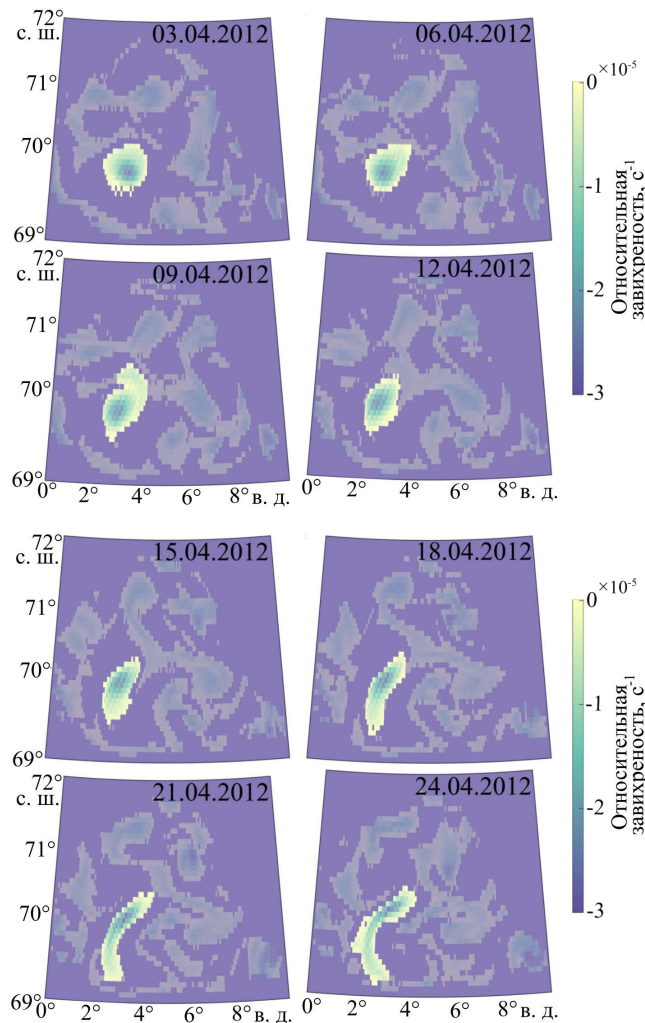 72°
с. ш.
03.04.2012
06.04.2012
71°
70°
69°
0 ×10⁻⁵
-1
-2
-3
Относительная
завихреность, с⁻¹
72°
с. ш.
09.04.2012
12.04.2012
71°
70°
69°
0° 2° 4° 6° 8° в. д.
0° 2° 4° 6° 8° в. д.
72°
с. ш.
15.04.2012
18.04.2012
71°
70°
69°
0 ×10⁻⁵
-1
-2
-3
Относительная
завихреность, с⁻¹
72°
с. ш.
21.04.2012
24.04.2012
71°
70°
69°
0° 2° 4° 6° 8° в. д.
0° 2° 4° 6° 8° в. д.